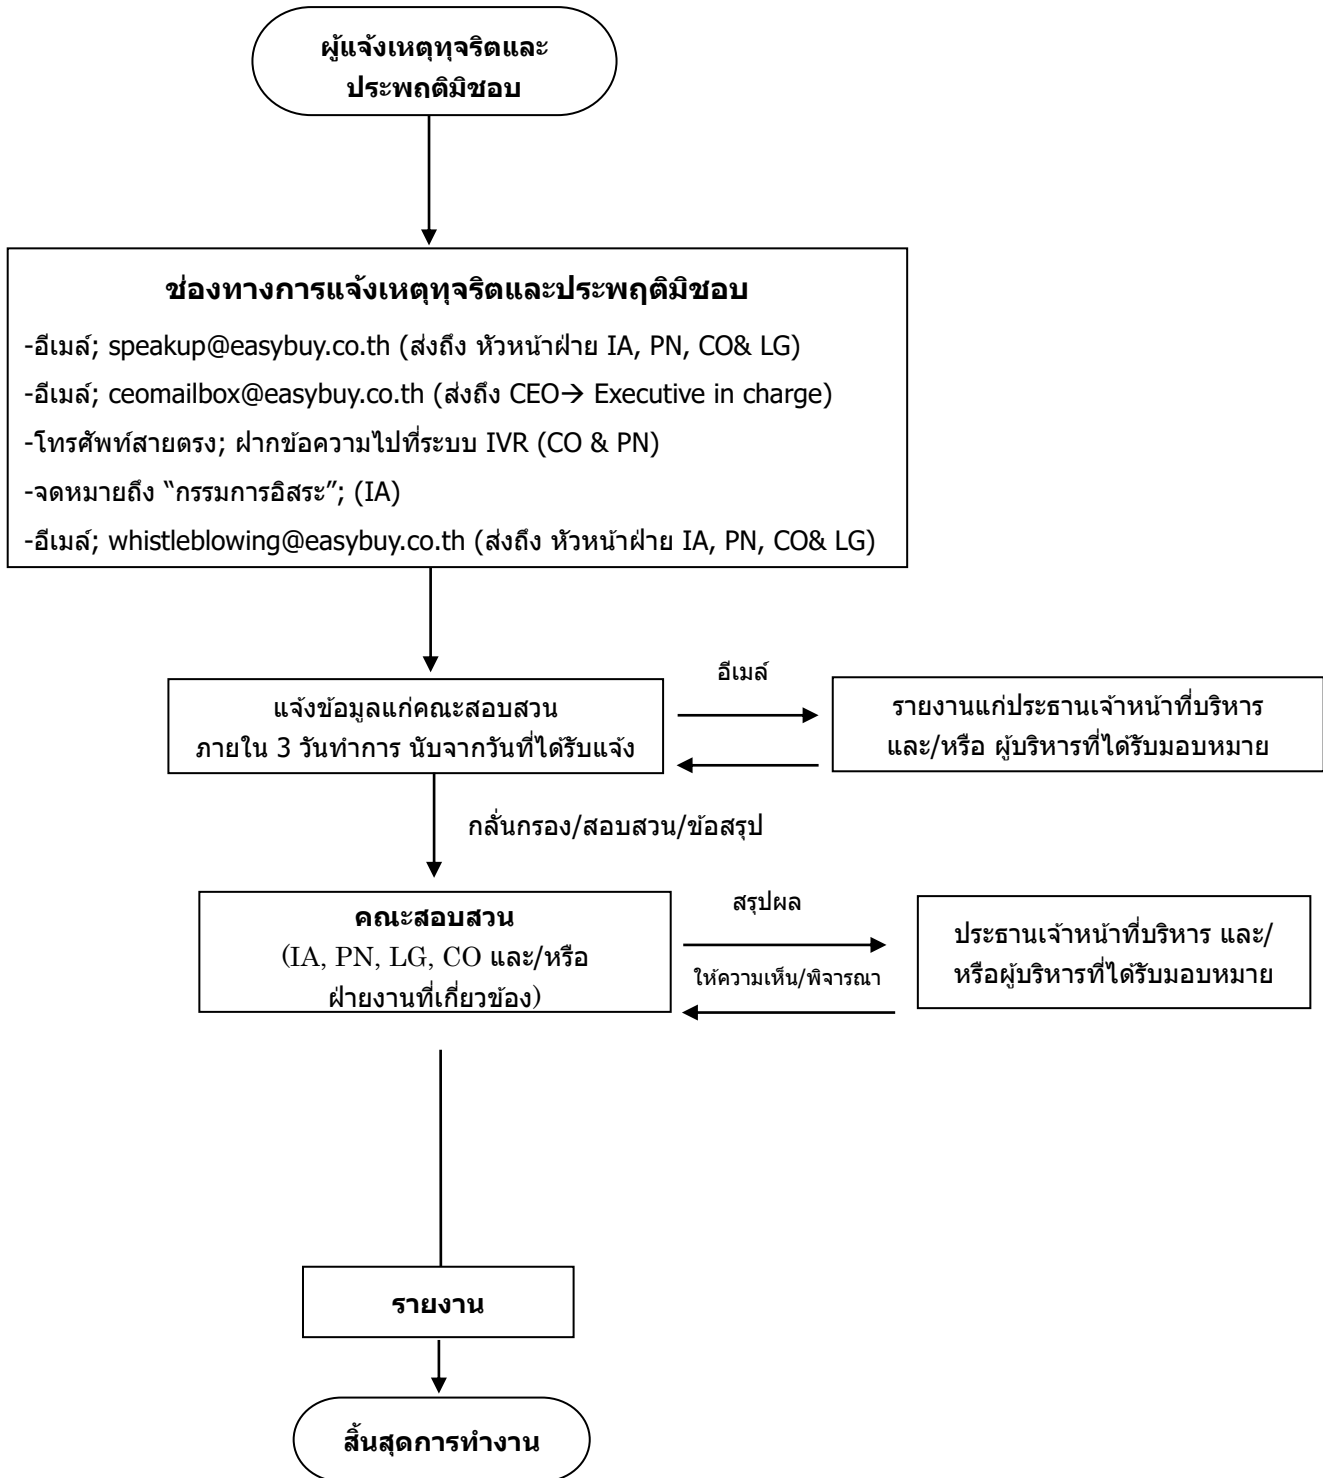 ผู้แจ้งเหตุทุจริตและ
ประพฤติมิชอบ
ช่องทางการแจ้งเหตุทุจริตและประพฤติมิชอบ
-อีเมล์; speakup@easybuy.co.th (ส่งถึง หัวหน้าฝ่าย IA, PN, CO& LG)
-อีเมล์; ceomailbox@easybuy.co.th (ส่งถึง CEO→ Executive in charge)
-โทรศัพท์สายตรง; ฝากข้อความไปที่ระบบ IVR (CO & PN)
-จดหมายถึง “กรรมการอิสระ”; (IA)
-อีเมล์; whistleblowing@easybuy.co.th (ส่งถึง หัวหน้าฝ่าย IA, PN, CO& LG)
แจ้งข้อมูลแก่คณะสอบสวน
ภายใน 3 วันทำการ นับจากวันที่ได้รับแจ้ง
อีเมล์
รายงานแก่ประธานเจ้าหน้าที่บริหาร
และ/หรือ ผู้บริหารที่ได้รับมอบหมาย
กลั่นกรอง/สอบสวน/ข้อสรุป
คณะสอบสวน
(IA, PN, LG, CO และ/หรือ
ฝ่ายงานที่เกี่ยวข้อง)
สรุปผล
ให้ความเห็น/พิจารณา
ประธานเจ้าหน้าที่บริหาร และ/
หรือผู้บริหารที่ได้รับมอบหมาย
รายงาน
สิ้นสุดการทำงาน